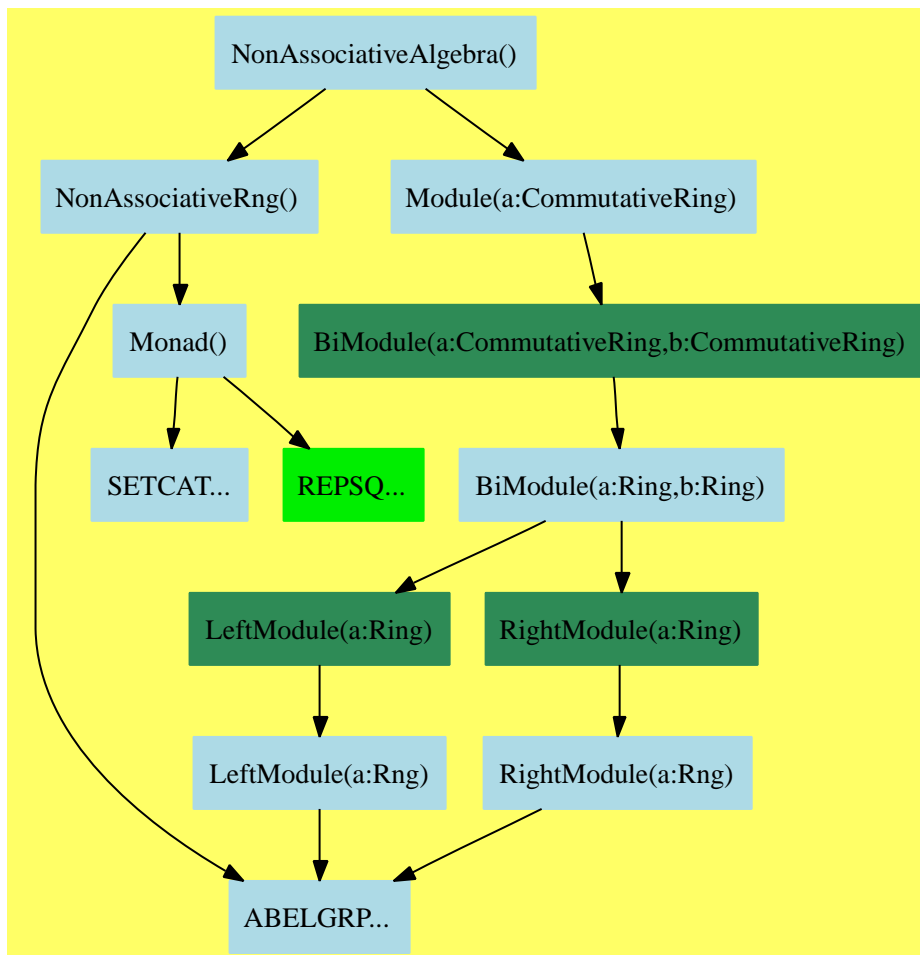 NonAssociativeAlgebra()
NonAssociativeRng()
Module(a:CommutativeRing)
Monad()
BiModule(a:CommutativeRing,b:CommutativeRing)
SETCAT...
REPSQ...
BiModule(a:Ring,b:Ring)
LeftModule(a:Ring)
RightModule(a:Ring)
LeftModule(a:Rng)
RightModule(a:Rng)
ABELGRP...